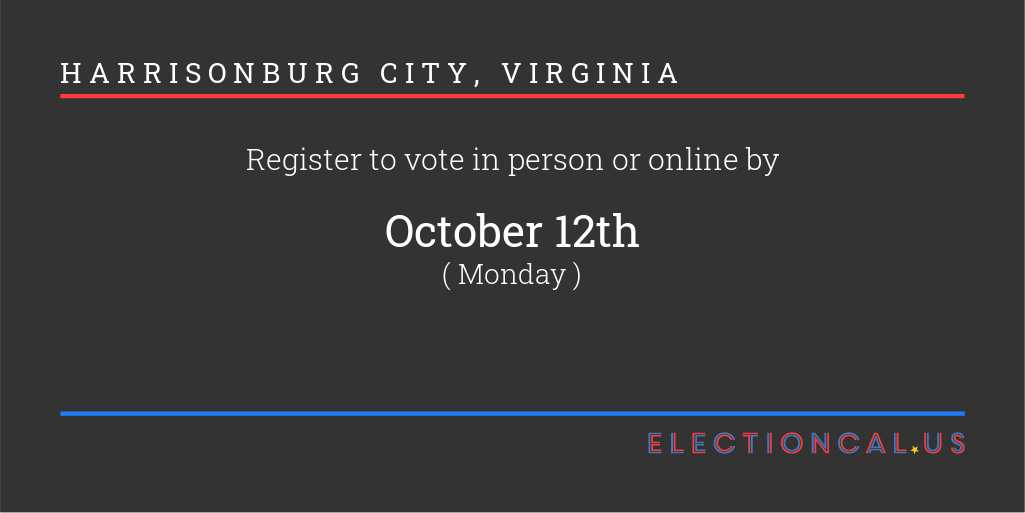 HARRISONBURG CITY, VIRGINIA
Register to vote in person or online by
October 12th
( Monday )
ELECTIONCAL.US